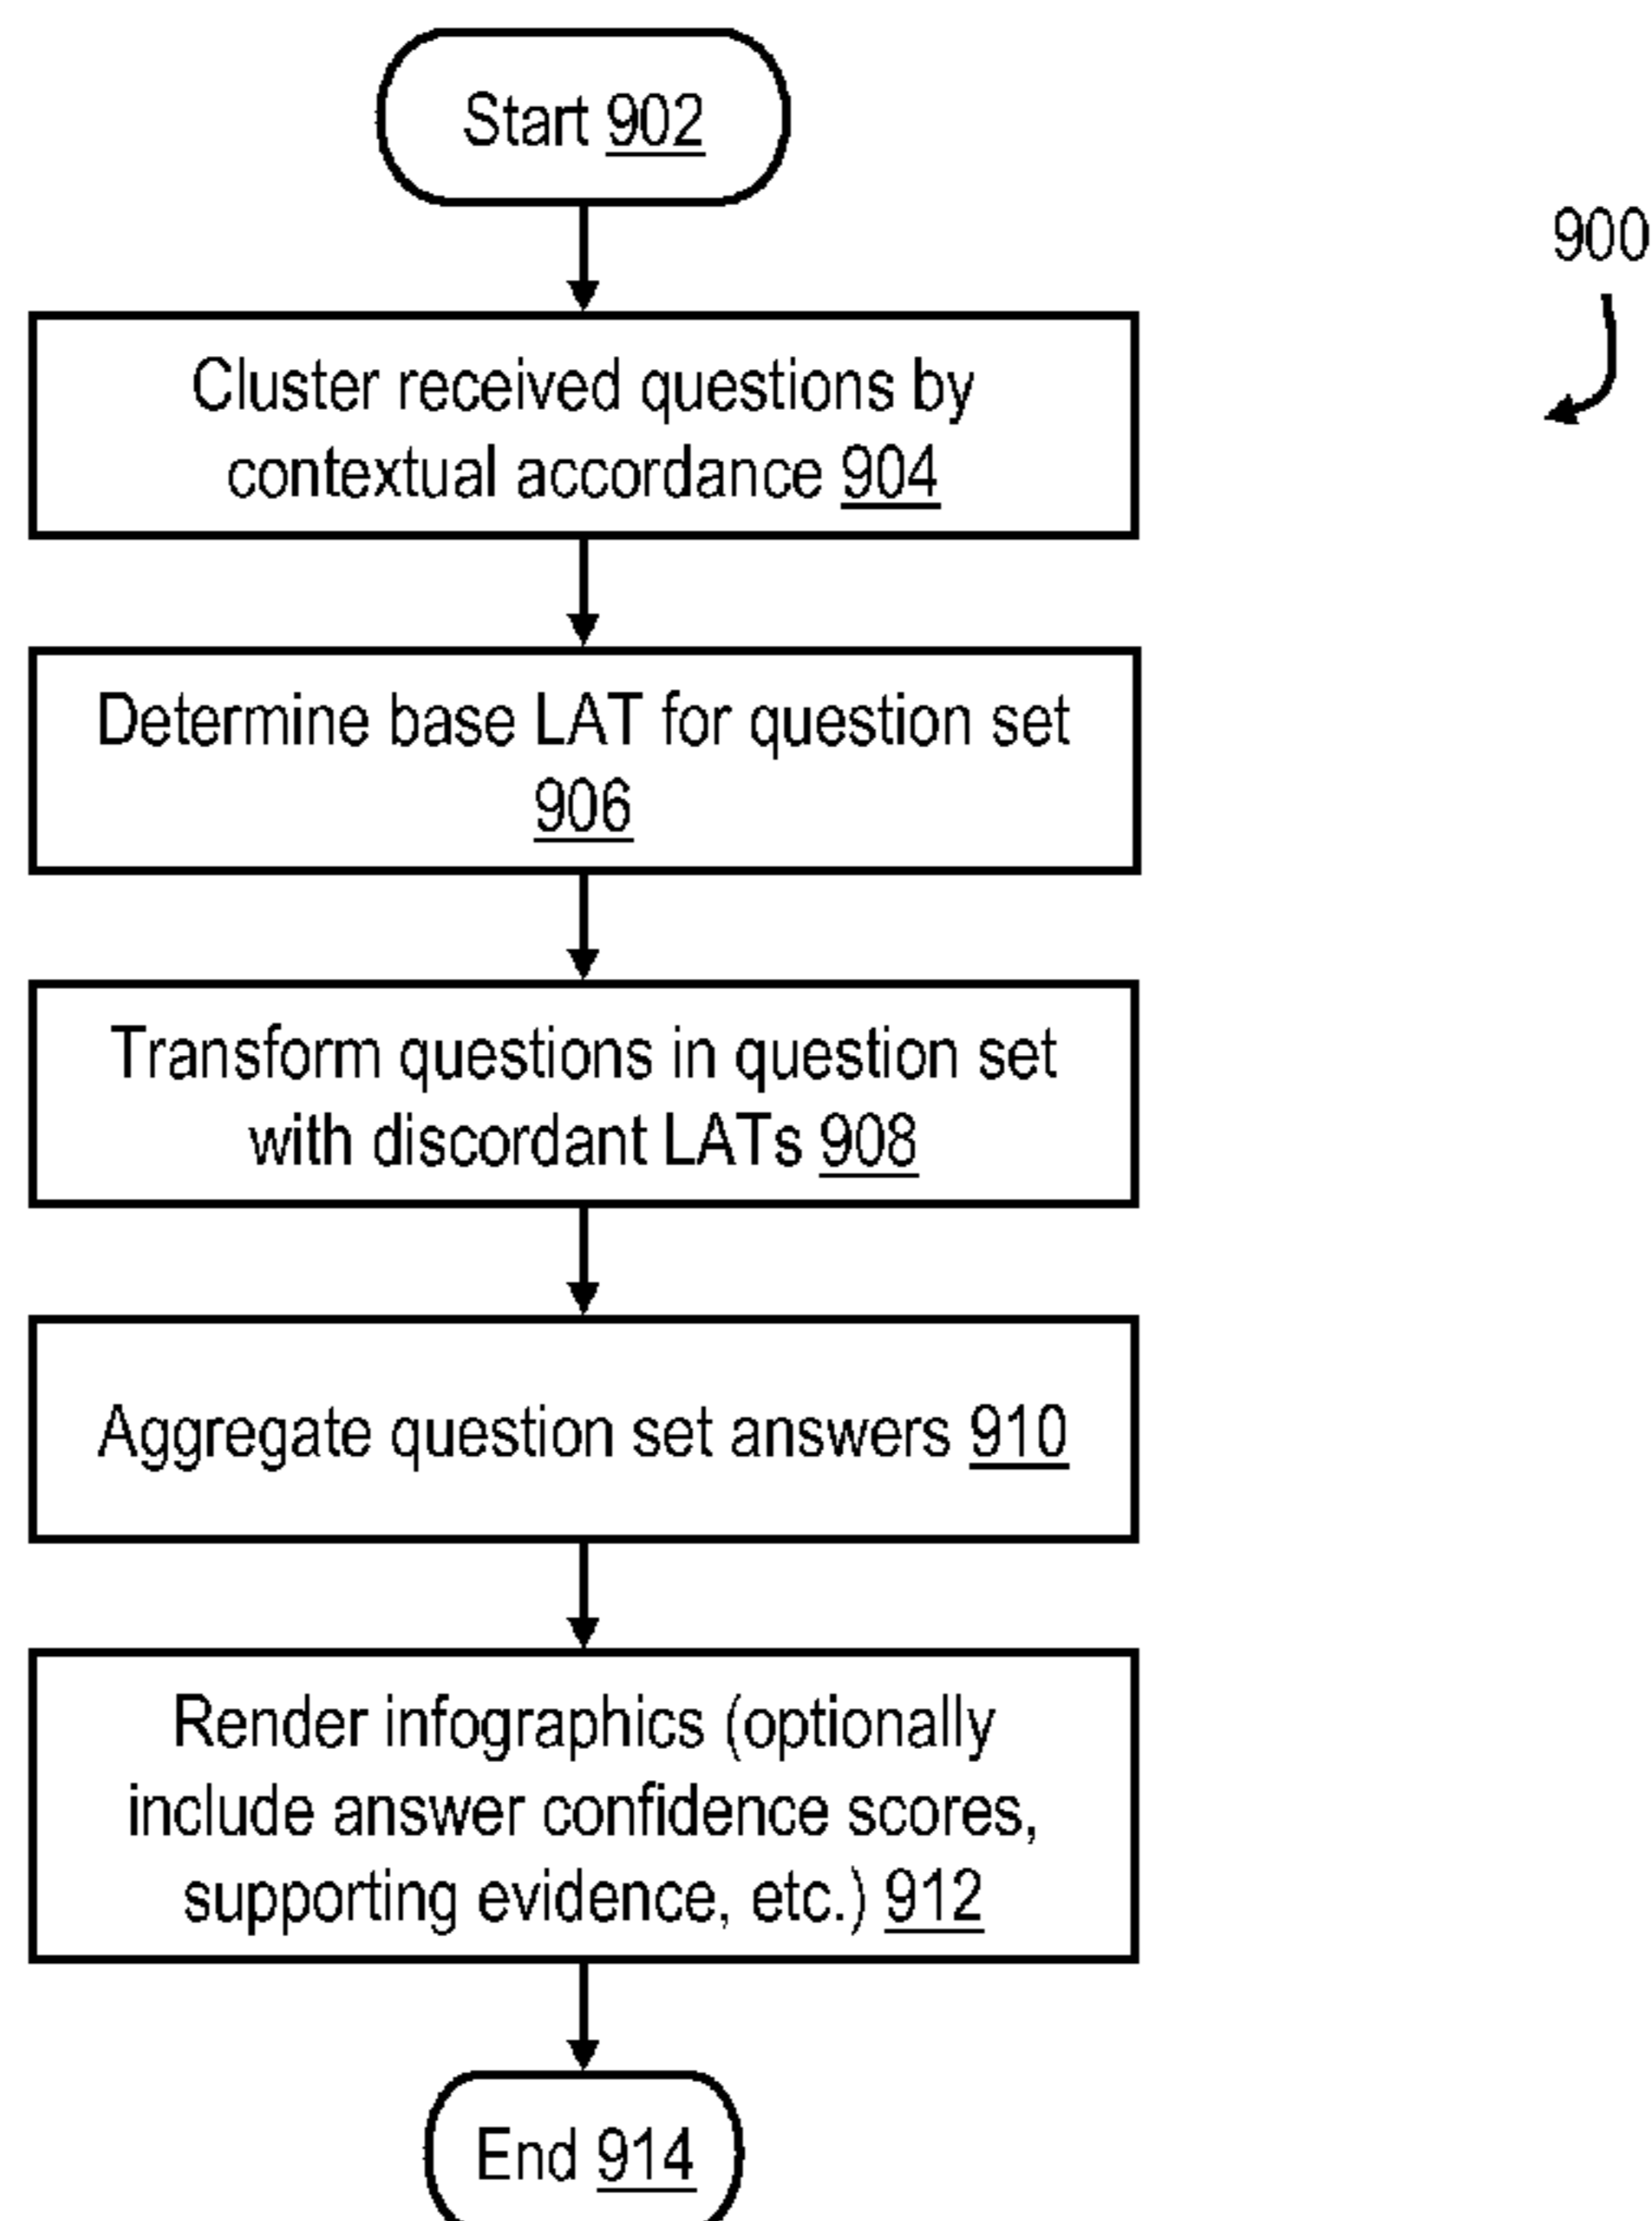 Start 902
900
Cluster received questions by
contextual accordance 904
Determine base LAT for question set
906
Transform questions in question set
with discordant LATs 908
Aggregate question set answers 910
Render infographics (optionally
include answer confidence scores,
supporting evidence, etc.) 912
End 914